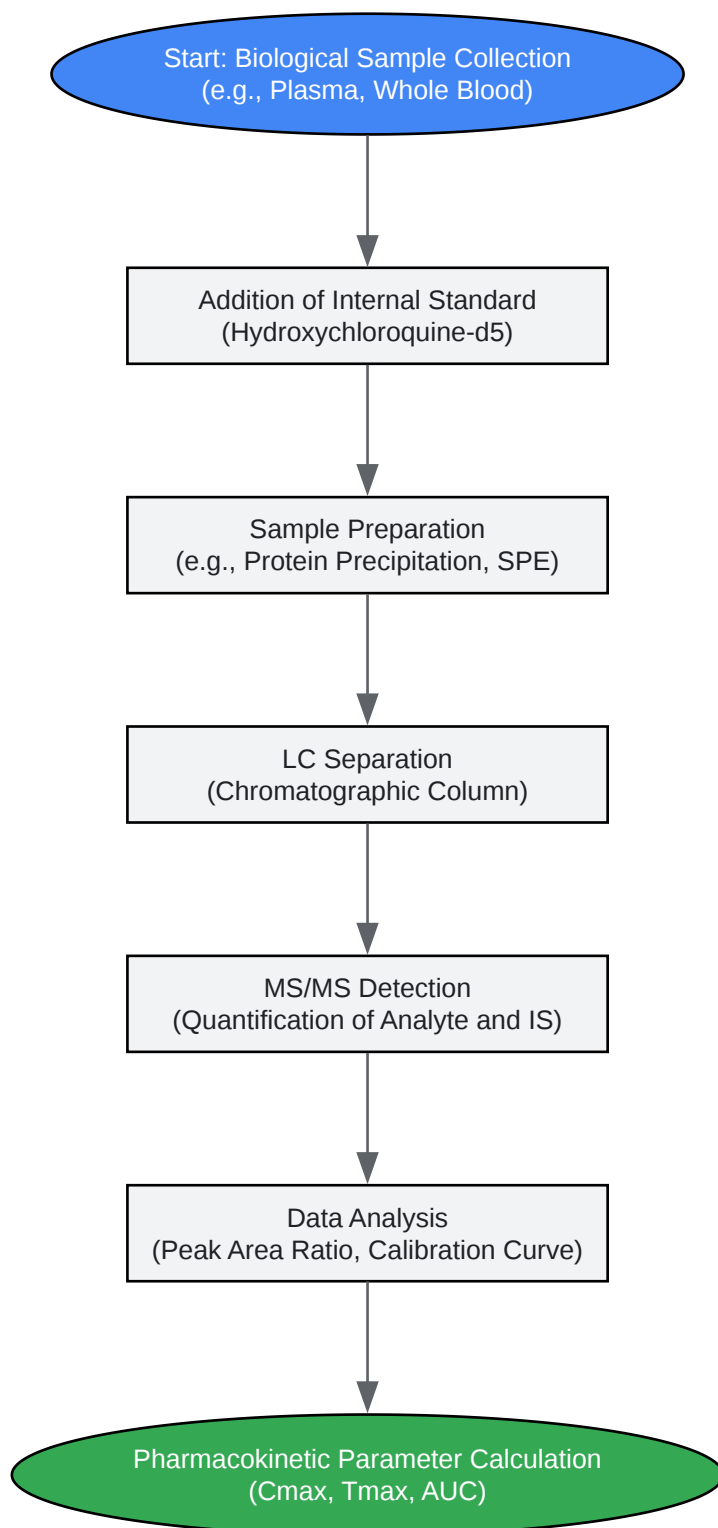 Start: Biological Sample Collection
(e.g., Plasma, Whole Blood)
Addition of Internal Standard
(Hydroxychloroquine-d5)
Sample Preparation
(e.g., Protein Precipitation, SPE)
LC Separation
(Chromatographic Column)
MS/MS Detection
(Quantification of Analyte and IS)
Data Analysis
(Peak Area Ratio, Calibration Curve)
Pharmacokinetic Parameter Calculation
(Cmax, Tmax, AUC)